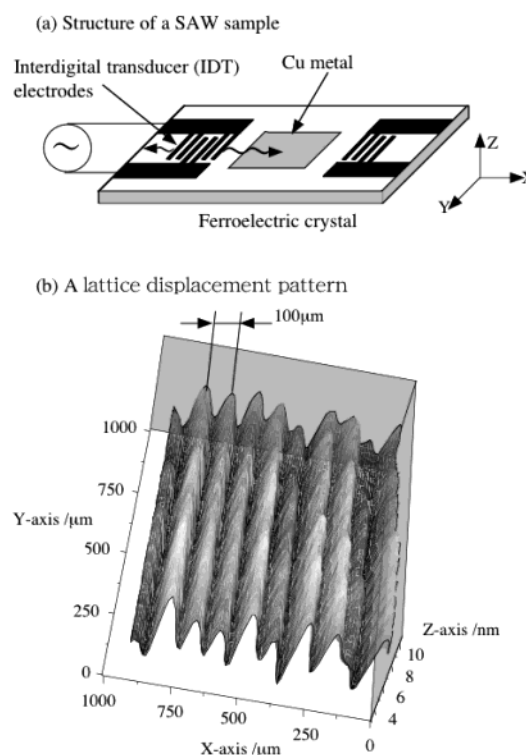 (a) Structure of a SAW sample
Interdigital transducer (IDT)
electrodes
Cu metal
~
Z
X
Y
Ferroelectric crystal
(b) A lattice displacement pattern
100μm
1000
750
Y-axis /μm
500
250
0
1000
750
500
250
0
X-axis/μm
Z-axis /nm
10
8
6
4